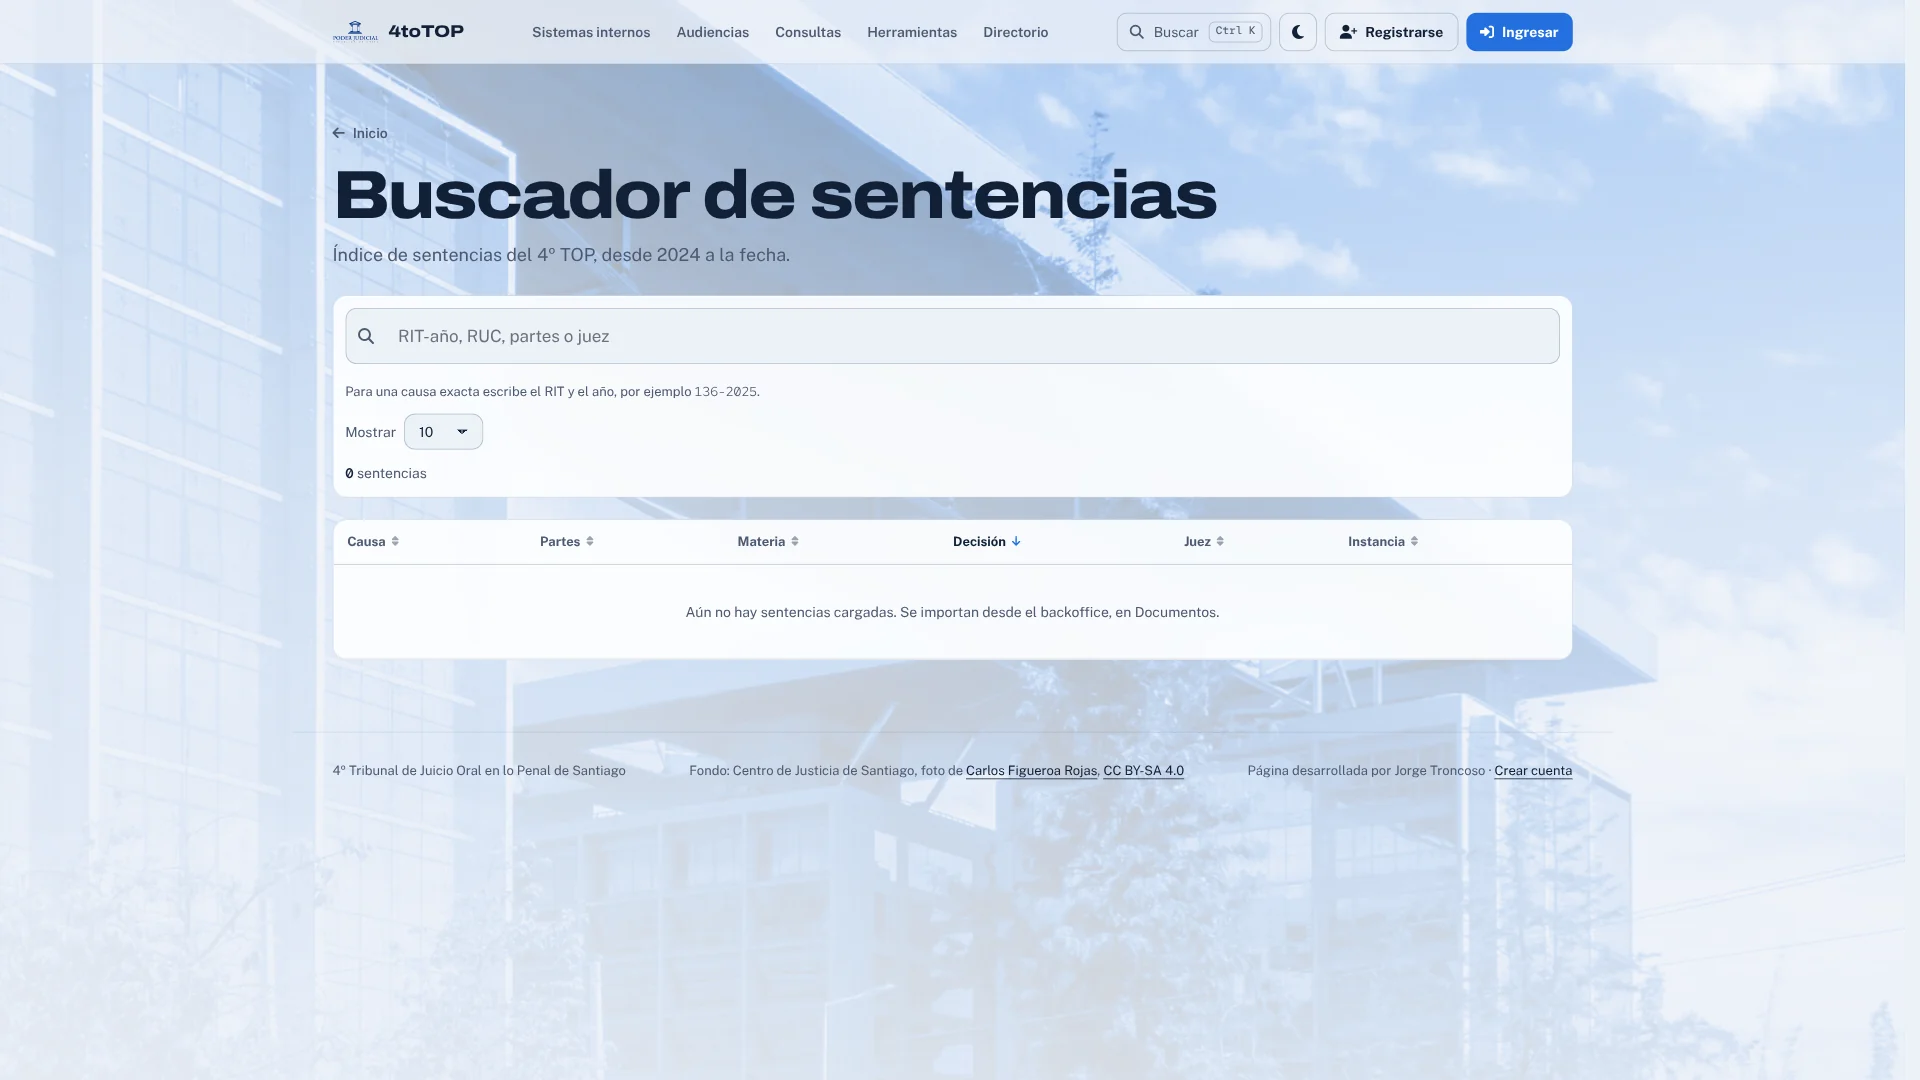 PODER JUDICIAL
4toTOP
Sistemas internos
Audiencias
Consultas
Herramientas
Directorio
Buscar Ctrl K
Registrarse
Ingresar
Inicio
Buscador de sentencias
Índice de sentencias del 4º TOP, desde 2024 a la fecha.
RIT-año, RUC, partes o juez
Para una causa exacta escribe el RIT y el año, por ejemplo 136-2025.
Mostrar 10
0 sentencias
Causa Partes Materia Decisión Juez Instancia
Aún no hay sentencias cargadas. Se importan desde el backoffice, en Documentos.
4º Tribunal de Juicio Oral en lo Penal de Santiago
Fondo: Centro de Justicia de Santiago, foto de Carlos Figueroa Rojas, CC BY-SA 4.0
Página desarrollada por Jorge Troncoso · Crear cuenta